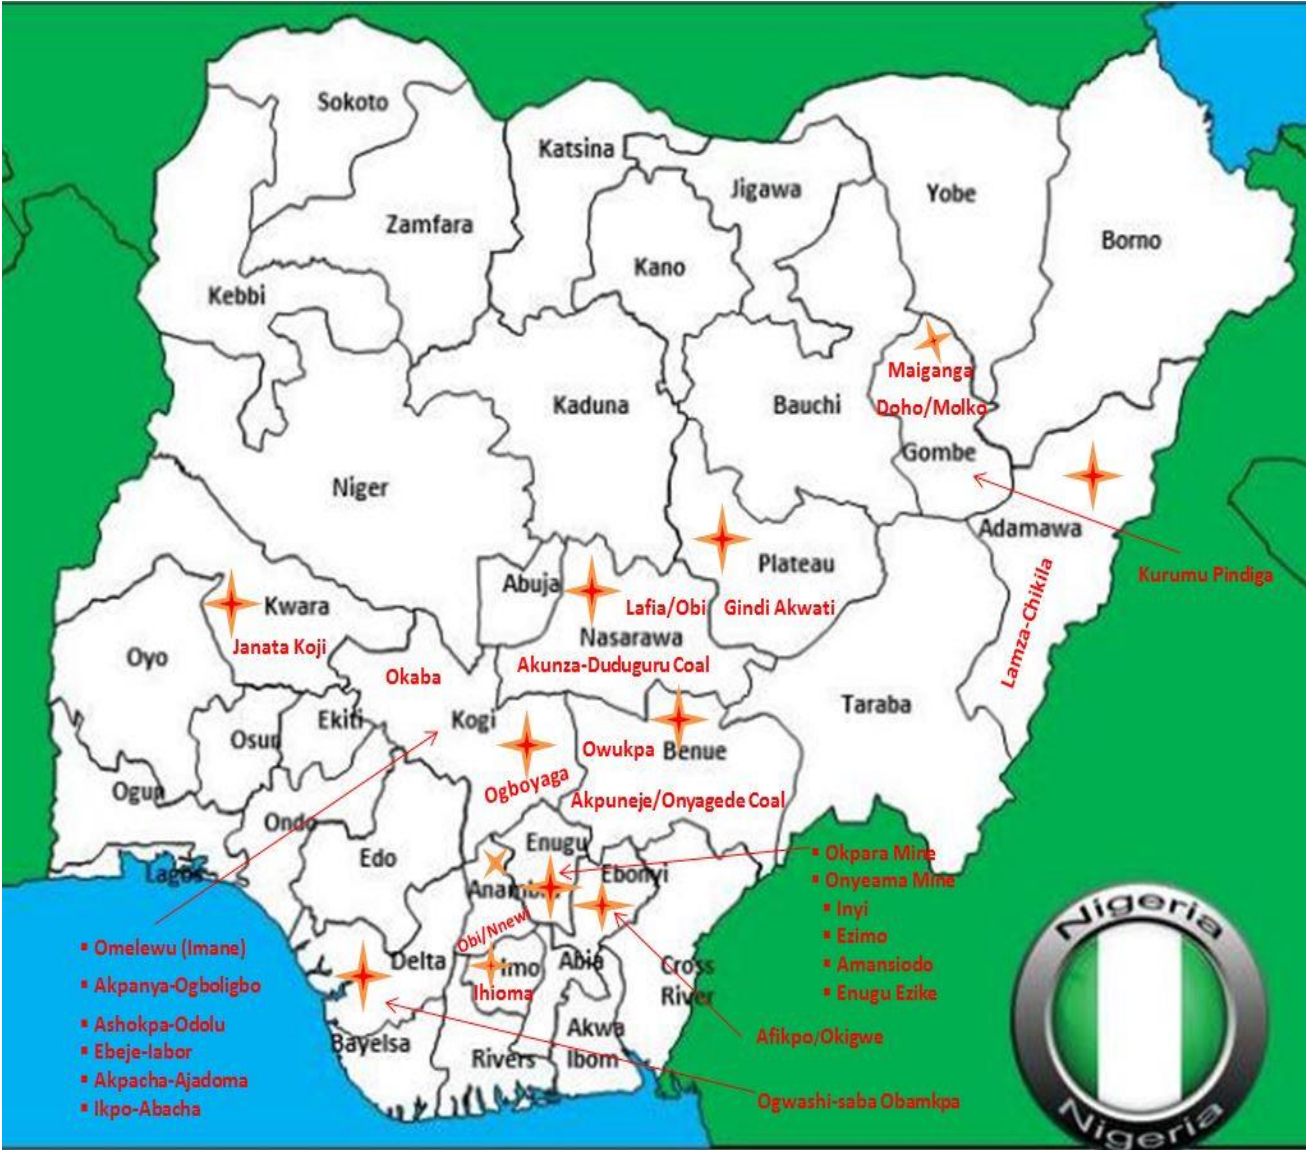 Sokoto
Katsina
Jigawa
Yobe
Zamfara
Borno
Kano
Kebbi
Maiganga
Kaduna
Bauchi
Doho/Molko
Gombe
Niger
Adamawa
Plateau
Kurumu Pindiga
Abuja
Kwara
Lafia/Obi
Gindi Akwati
Lamza-Chikila
Nasarawa
Janata Koji
Oyo
Akunza-Duduguru Coal
Okaba
Taraba
Ekiti
Kogi
Osun
Owukpa
Benue
Ogboyaga
Ogun
Akpuneje/Onyagede Coal
Ondo
Enugu
Edo
▪ Okpara Mine
Lagos
Ebonyi
▪ Onyeama Mine
Anambra
▪ Inyi
Obi/Nnewi
▪ Ezimo
▪ Omelewu (Imane)
Delta
Imo
Abia
Cross
River
▪ Amansiodo
▪ Akpanya-Ogboligbo
Ihioma
▪ Enugu Ezike
▪ Ashokpa-Odolu
Akwa
Ibom
Afikpo/Okigwe
Bayelsa
▪ Ebeje-Iabor
Rivers
▪ Akpacha-Ajadoma
▪ Ikpo-Abacha
Ogwashi-saba Obamkpa
Nigeria
Nigeria